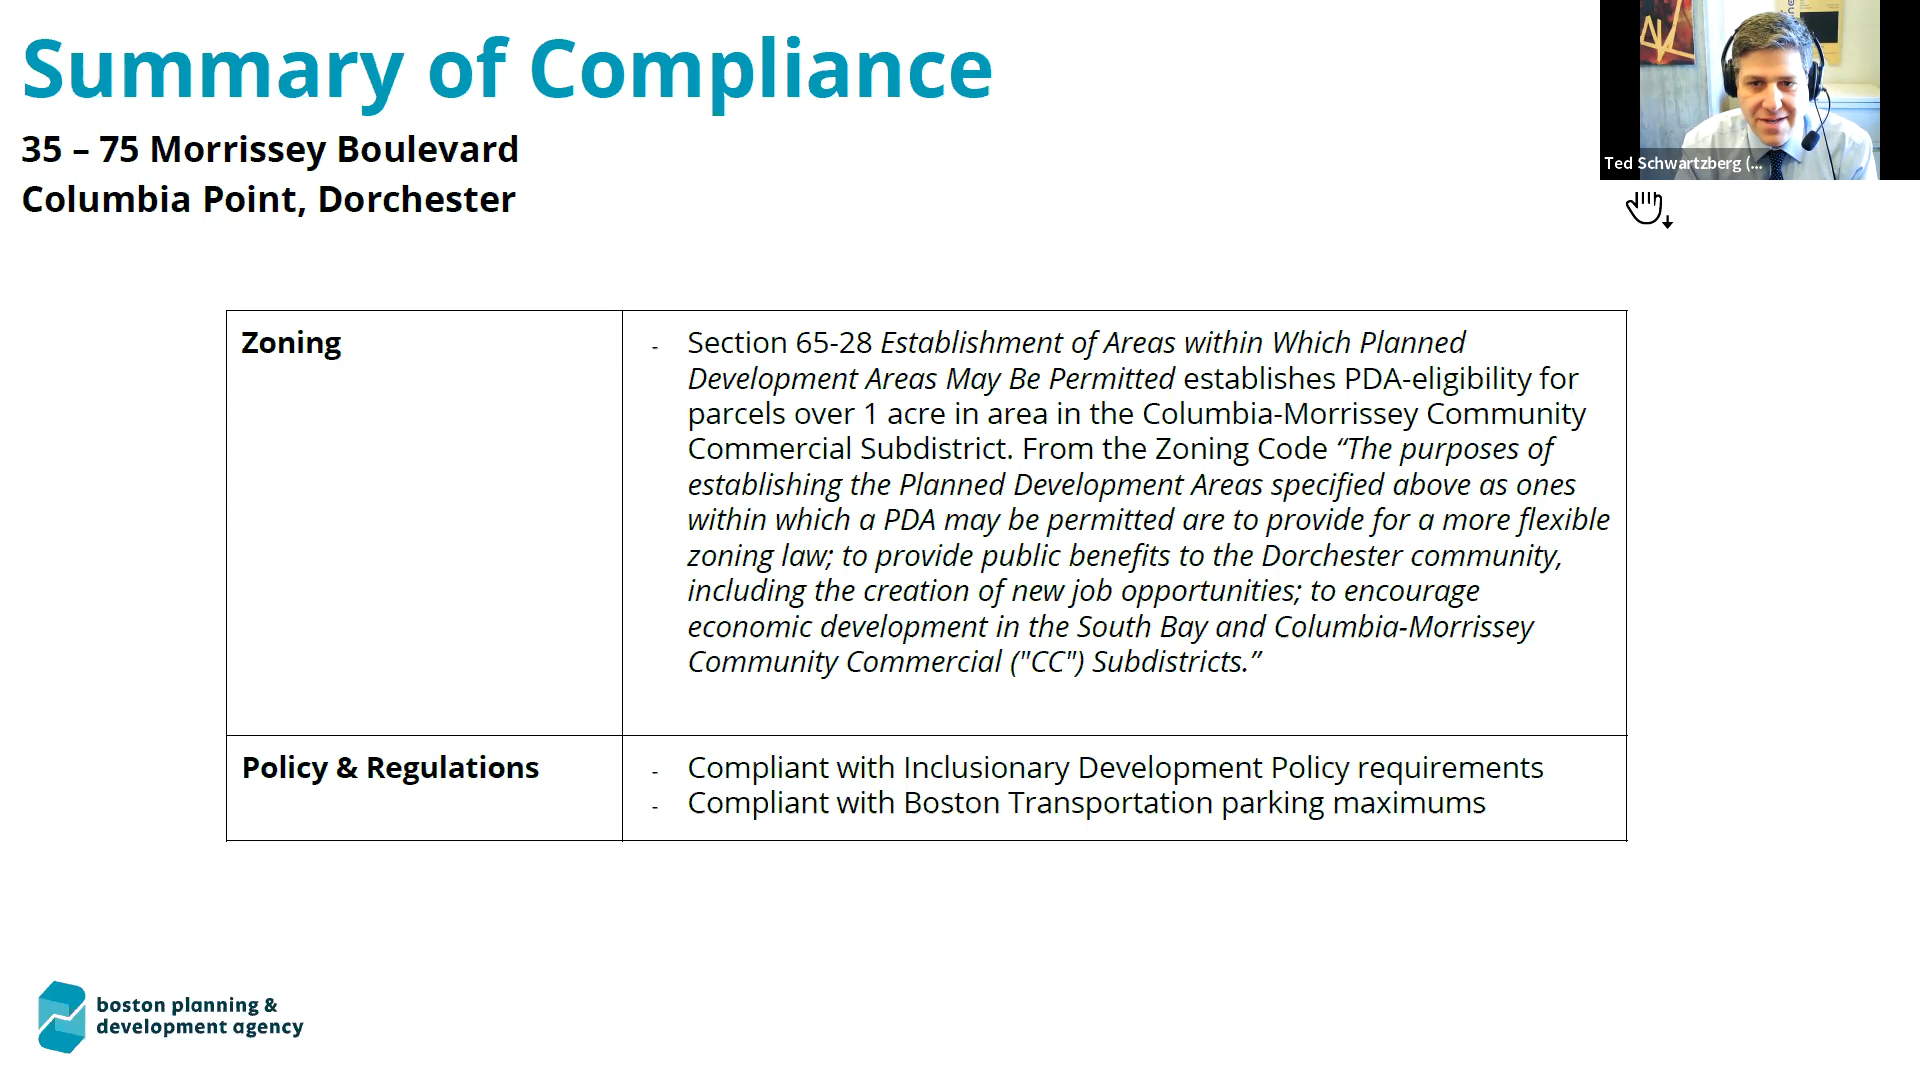 Summary of Compliance
35 – 75 Morrissey Boulevard
Columbia Point, Dorchester
Ted Schwartzberg (...
Zoning
- Section 65-28 Establishment of Areas within Which Planned
Development Areas May Be Permitted establishes PDA-eligibility for
parcels over 1 acre in area in the Columbia-Morrissey Community
Commercial Subdistrict. From the Zoning Code “The purposes of
establishing the Planned Development Areas specified above as ones
within which a PDA may be permitted are to provide for a more flexible
zoning law; to provide public benefits to the Dorchester community,
including the creation of new job opportunities; to encourage
economic development in the South Bay and Columbia-Morrissey
Community Commercial ("CC") Subdistricts.”
Policy & Regulations
- Compliant with Inclusionary Development Policy requirements
- Compliant with Boston Transportation parking maximums
boston planning &
development agency